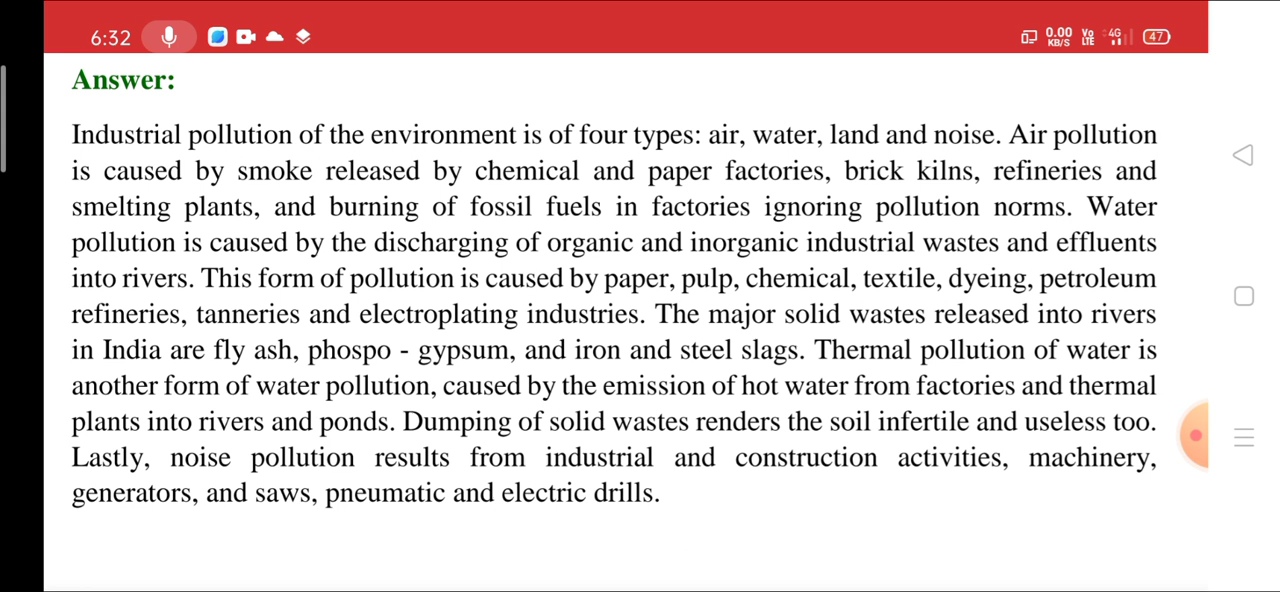 6:32
0.00 KB/S Vo LTE 4G 47
Answer:
Industrial pollution of the environment is of four types: air, water, land and noise. Air pollution
is caused by smoke released by chemical and paper factories, brick kilns, refineries and
smelting plants, and burning of fossil fuels in factories ignoring pollution norms. Water
pollution is caused by the discharging of organic and inorganic industrial wastes and effluents
into rivers. This form of pollution is caused by paper, pulp, chemical, textile, dyeing, petroleum
refineries, tanneries and electroplating industries. The major solid wastes released into rivers
in India are fly ash, phospo - gypsum, and iron and steel slags. Thermal pollution of water is
another form of water pollution, caused by the emission of hot water from factories and thermal
plants into rivers and ponds. Dumping of solid wastes renders the soil infertile and useless too.
Lastly, noise pollution results from industrial and construction activities, machinery,
generators, and saws, pneumatic and electric drills.